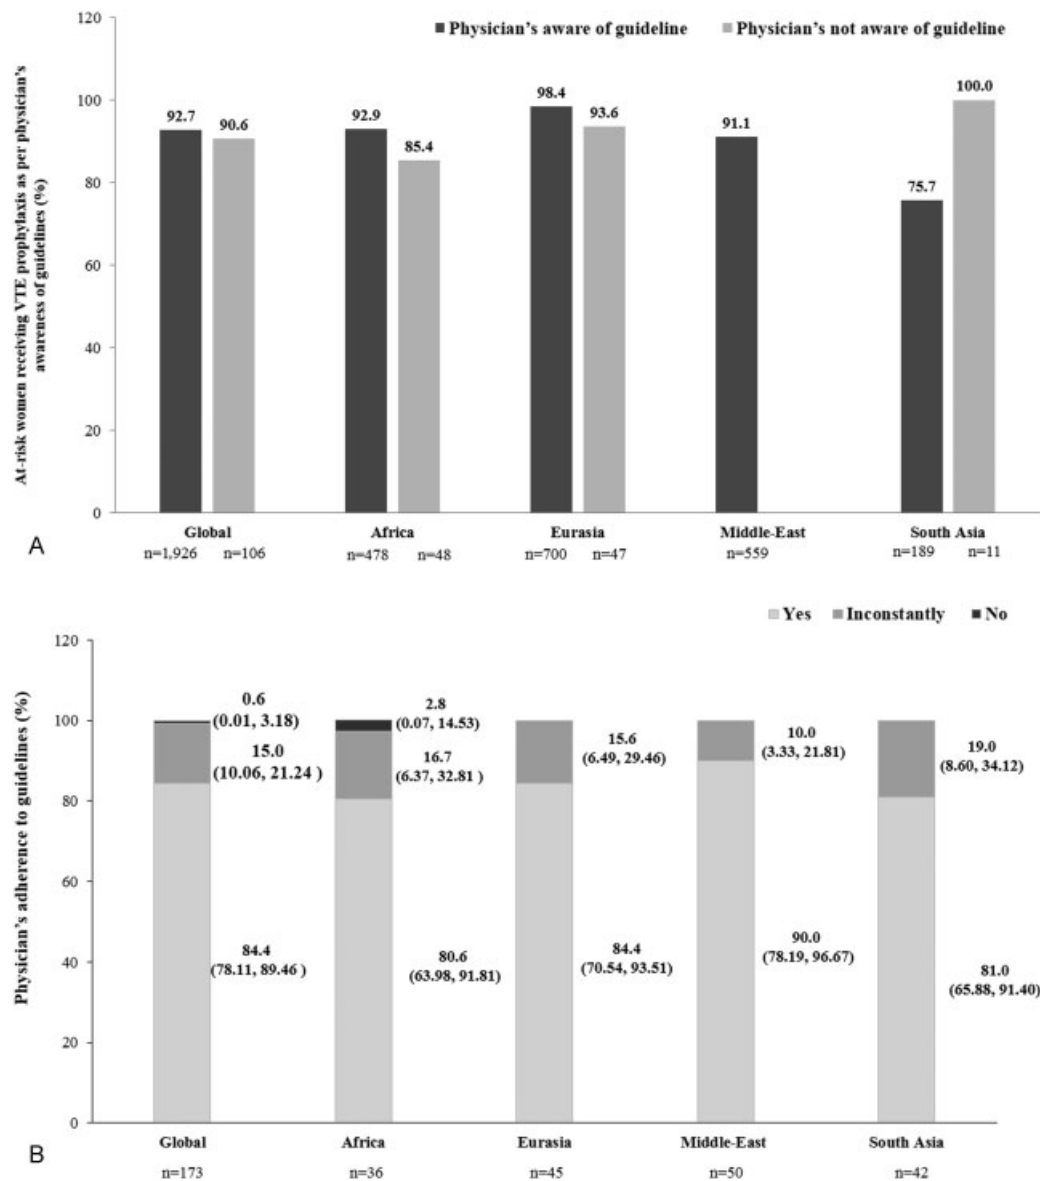 At-risk women receiving VTE prophylaxis as per physician's
awareness of guidelines (%)
120
100
80
60
40
20
0
Physician's aware of guideline
Physician's not aware of guideline
92.7
90.6
92.9
85.4
98.4
93.6
91.1
75.7
100.0
Global
Africa
Eurasia
Middle-East
South Asia
n=1,926
n=106
n=478
n=48
n=700
n=47
n=559
n=189
n=11
A
Yes
Inconstantly
No
Physician's adherence to guidelines (%)
120
100
80
60
40
20
0
0.6
(0.01, 3.18)
15.0
(10.06, 21.24 )
84.4
(78.11, 89.46 )
2.8
(0.07, 14.53)
16.7
(6.37, 32.81 )
80.6
(63.98, 91.81)
15.6
(6.49, 29.46)
84.4
(70.54, 93.51)
10.0
(3.33, 21.81)
90.0
(78.19, 96.67)
19.0
(8.60, 34.12)
81.0
(65.88, 91.40)
Global
Africa
Eurasia
Middle-East
South Asia
n=173
n=36
n=45
n=50
n=42
B